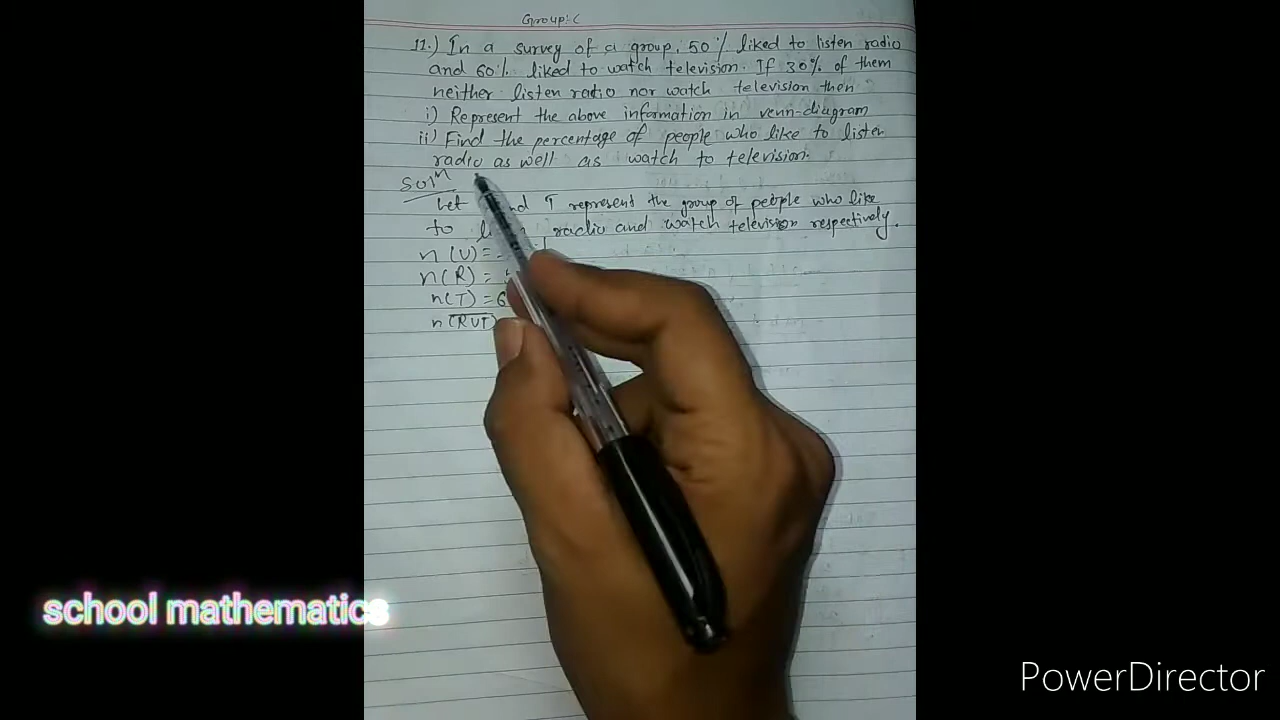 Group: C
11.) In a survey of a group, 50% liked to listen radio
and 60% liked to watch television. If 30% of them
neither listen radio nor watch television then
i) Represent the above information in venn-diagram
ii) Find the percentage of people who like to listen
radio as well as watch to television.
Solⁿ
Let and T represent the group of people who like
to radio and watch television respectively.
n(U) =
n(R) =
n(T) = 6
n(R∪T)
school mathematics
PowerDirector